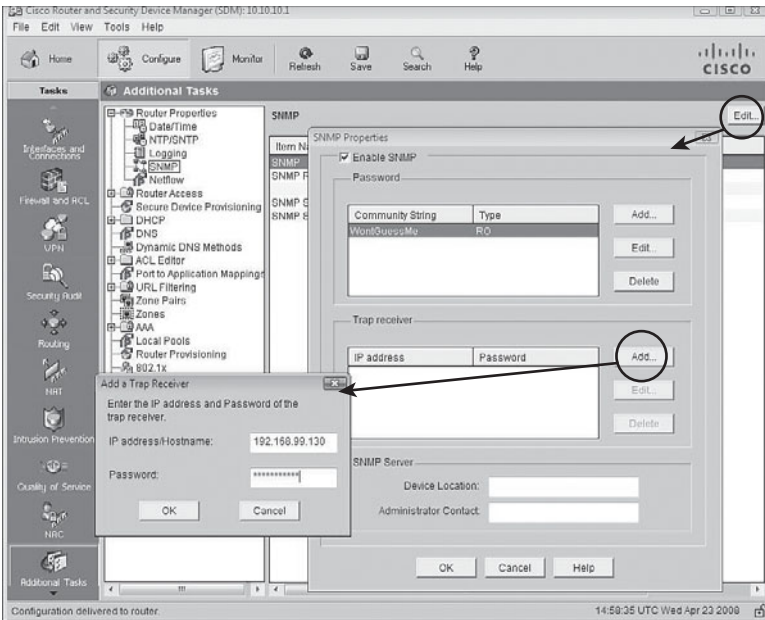 Cisco Router and Security Device Manager (SDM): 10.10.10.1
File Edit View Tools Help
Home Configure Monitor Refresh Save Search Help
CISCO
Tasks
Additional Tasks
Interfaces and Connections
Firewall and ACL
VPN
Security Audit
Routing
NAT
Intrusion Prevention
Quality of Service
NAC
Additional Tasks
Router Properties
Date/Time
NTP/SNTP
Logging
SNMP
Netflow
Router Access
Secure Device Provisioning
DHCP
DNS
Dynamic DNS Methods
ACL Editor
Port to Application Mappings
URL Filtering
Zone Pairs
Zones
AAA
Local Pools
Router Provisioning
802.1x
SNMP
Edit...
Item Na
SNMP
SNMP
SNMP
SNMP
SNMP Properties
Enable SNMP
Password
Community String Type
WontGuessMe RO
Add...
Edit...
Delete
Trap receiver
IP address Password
Add...
Edit...
Delete
SNMP Server
Device Location:
Administrator Contact:
OK Cancel Help
Add a Trap Receiver
Enter the IP address and Password of the
trap receiver.
IP address/Hostname: 192.168.99.130
Password: ***********
OK Cancel
Configuration delivered to router.
14:58:35 UTC Wed Apr 23 2008